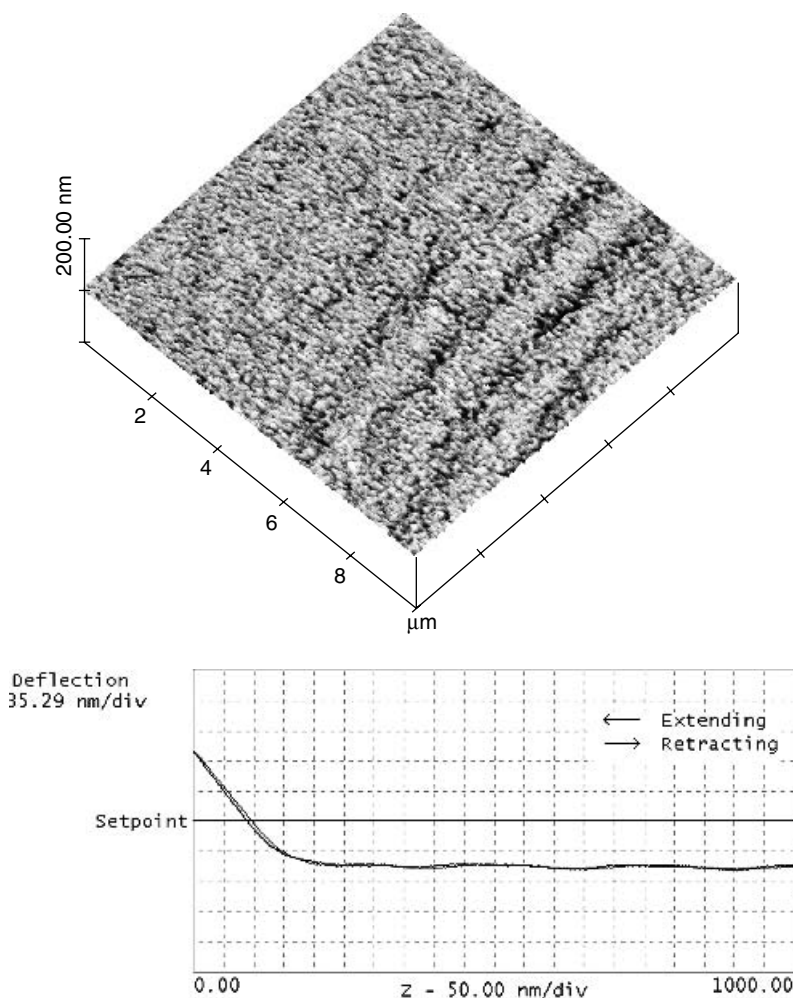 200.00 nm
2
4
6
8
µm
Deflection
35.29 nm/div
Extending
Retracting
Setpoint
0.00
Z - 50.00 nm/div
1000.00